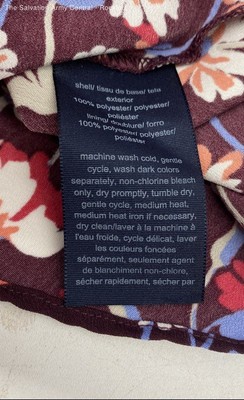 The Salvation Army Central
shell/ tissu de base/ tela
exterior
100% polyester/ polyester/
poliéster
lining/ doublure/ forro
100% polyester/ polyester/
poliéster
machine wash cold, gentle
cycle, wash dark colors
separately, non-chlorine bleach
only, dry promptly, tumble dry,
gentle cycle, medium heat,
medium heat iron if necessary,
dry clean/laver à la machine à
l'eau froide, cycle délicat, laver
les couleurs foncées
séparément, seulement agent
de blanchiment non-chlore,
sécher rapidement, sécher par